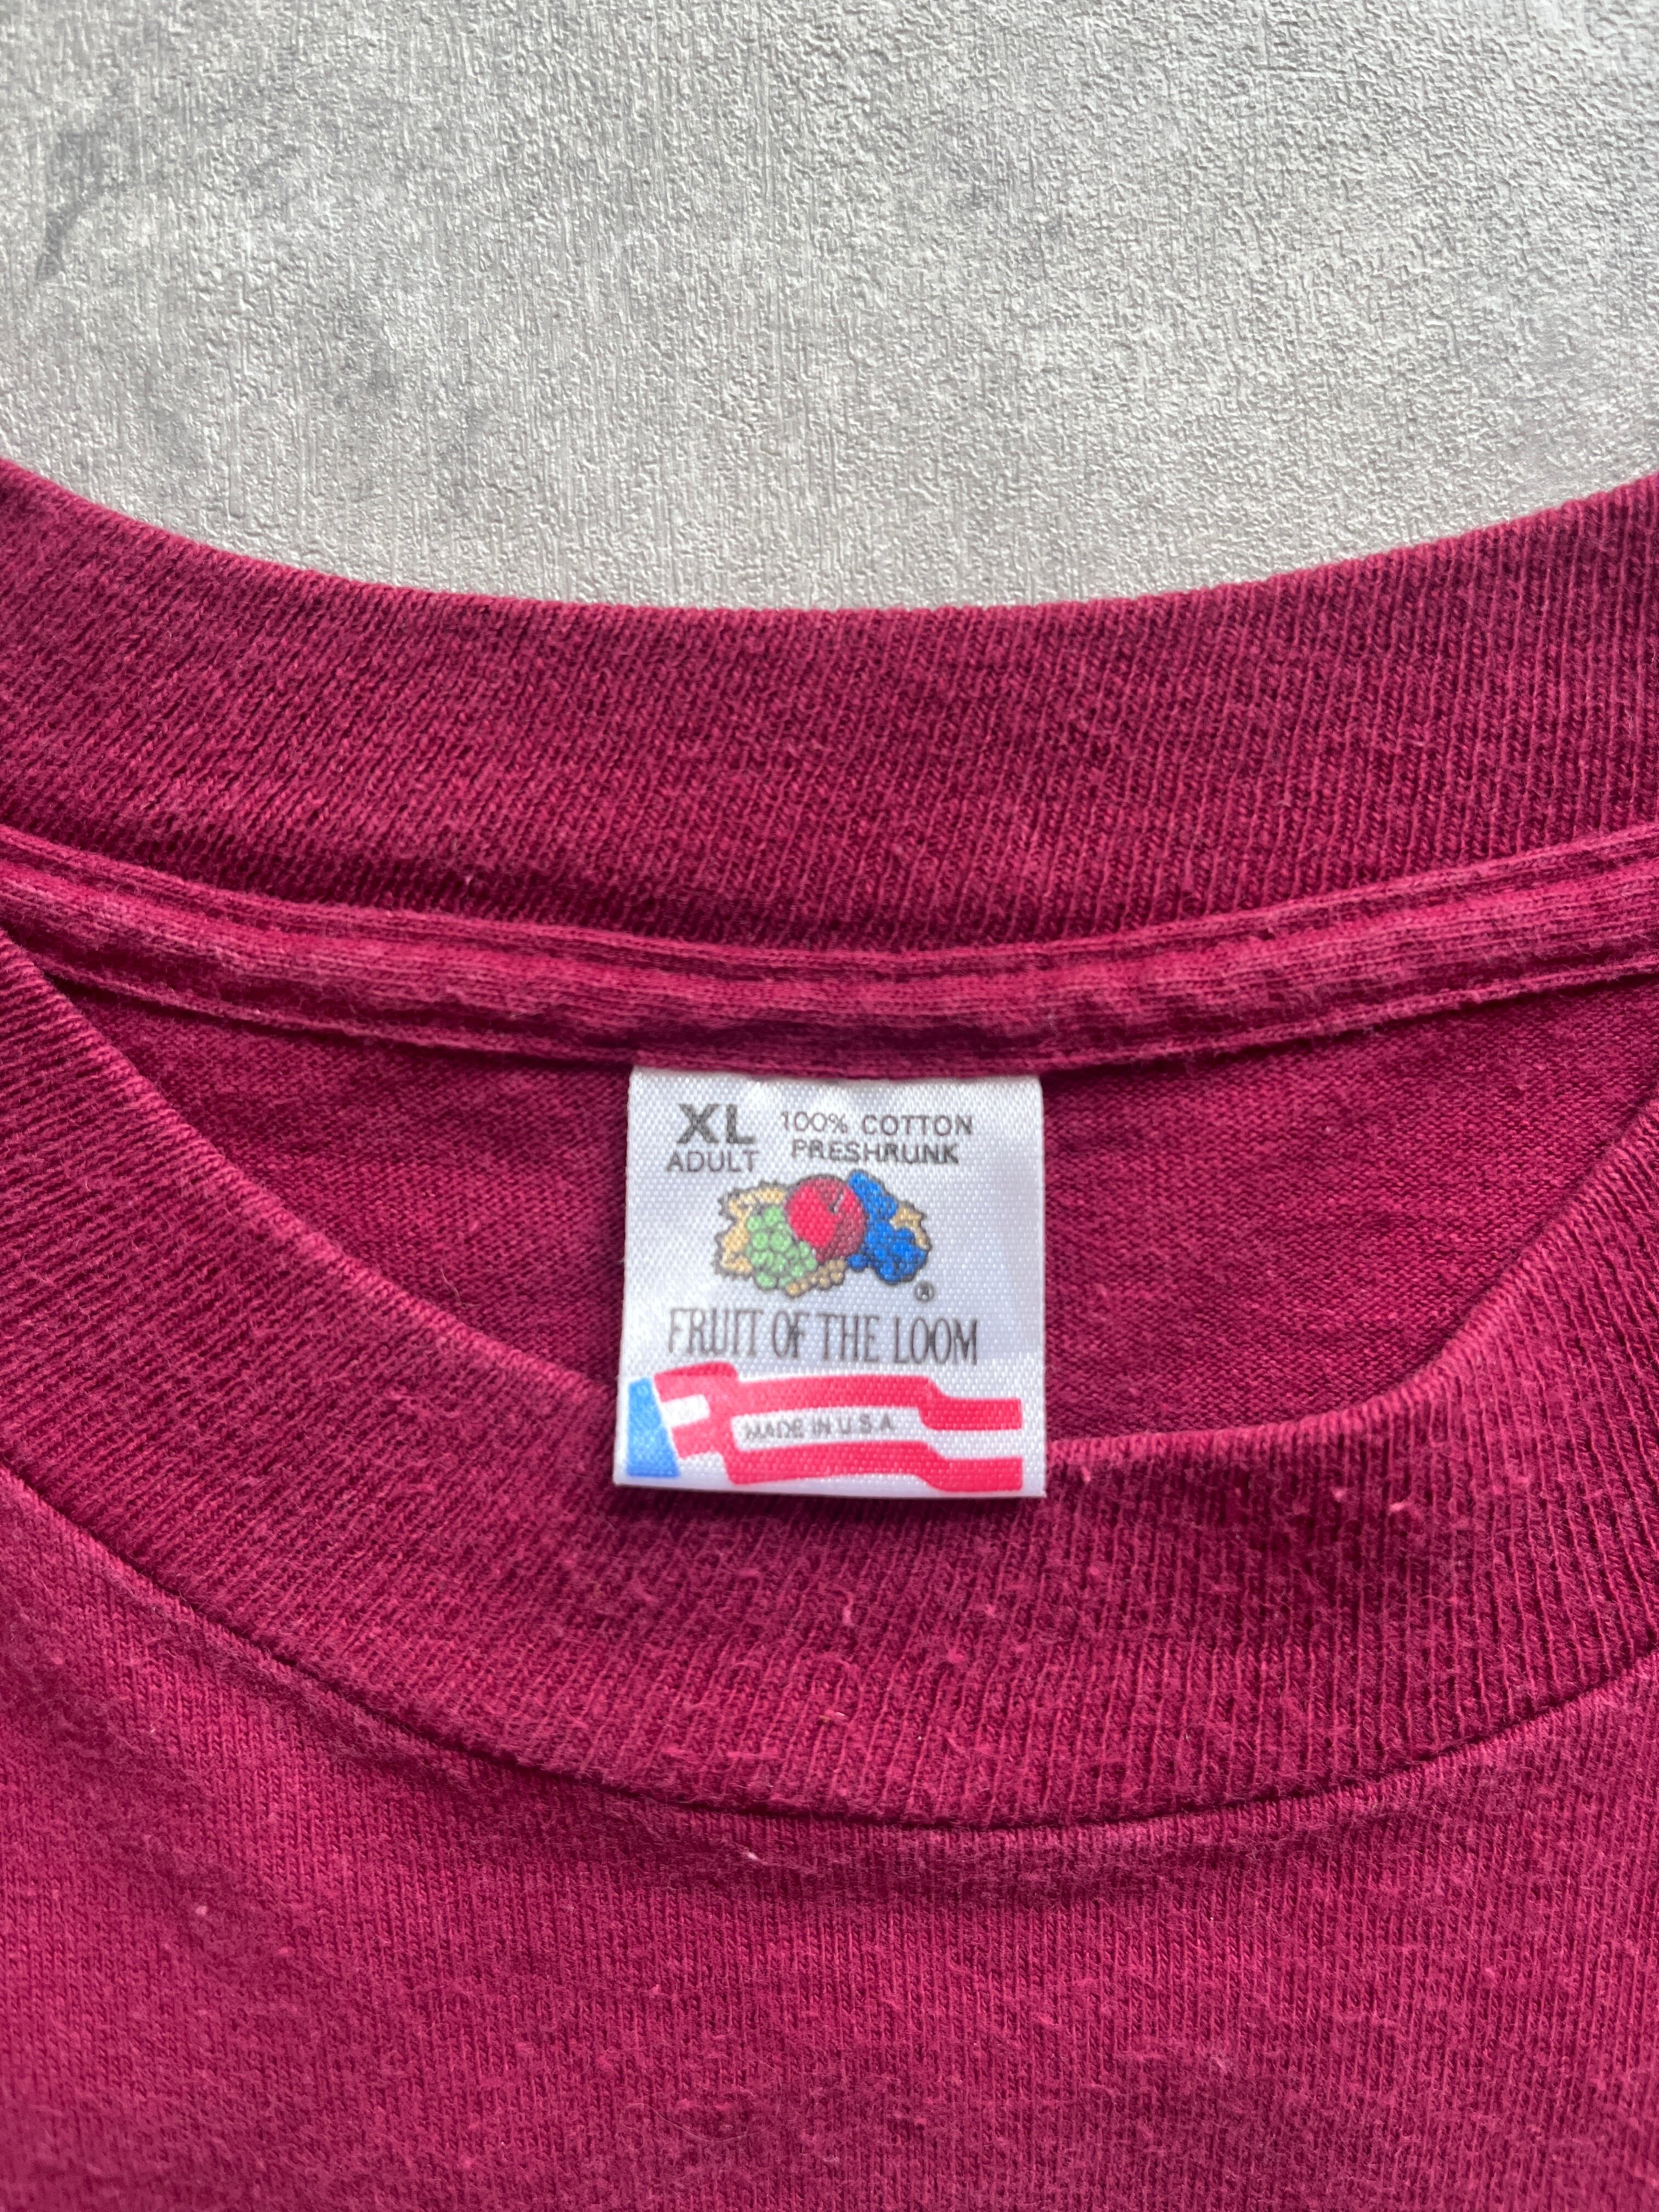 XL 100% COTTON
ADULT PRESHRUNK
®
FRUIT OF THE LOOM
MADE IN U.S.A.